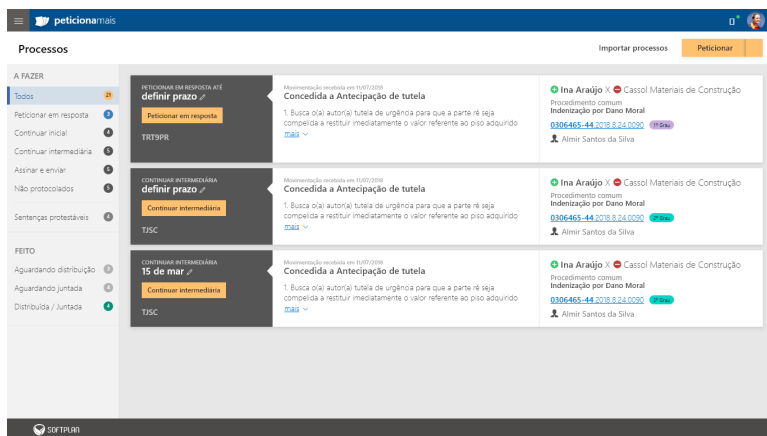 peticionamais
Processos
Importar processos
Peticionar
A FAZER
Todos 21
Peticionar em resposta 3
Continuar inicial 4
Continuar intermediária 5
Assinar e enviar 5
Não protocolados 5
Sentenças protestáveis 4
FEITO
Aguardando distribuição
Aguardando juntada
Distribuída / Juntada 4
PETICIONAR EM RESPOSTA ATÉ
definir prazo
Peticionar em resposta
TRT9PR
Movimentação recebida em 11/07/2018
Concedida a Antecipação de tutela
1. Busca o(a) autor(a) tutela de urgência para que a parte ré seja
compelida a restituir imediatamente o valor referente ao piso adquirido
mais
Ina Araújo X Cassol Materiais de Construção
Procedimento comum
Indenização por Dano Moral
0306465-44.2018.8.24.0090 1º Grau
Almir Santos da Silva
CONTINUAR INTERMEDIÁRIA
definir prazo
Continuar intermediária
TJSC
Movimentação recebida em 11/07/2018
Concedida a Antecipação de tutela
1. Busca o(a) autor(a) tutela de urgência para que a parte ré seja
compelida a restituir imediatamente o valor referente ao piso adquirido
mais
Ina Araújo X Cassol Materiais de Construção
Procedimento comum
Indenização por Dano Moral
0306465-44.2018.8.24.0090 2º Grau
Almir Santos da Silva
CONTINUAR INTERMEDIÁRIA
15 de mar
Continuar intermediária
TJSC
Movimentação recebida em 11/07/2018
Concedida a Antecipação de tutela
1. Busca o(a) autor(a) tutela de urgência para que a parte ré seja
compelida a restituir imediatamente o valor referente ao piso adquirido
mais
Ina Araújo X Cassol Materiais de Construção
Procedimento comum
Indenização por Dano Moral
0306465-44.2018.8.24.0090 2º Grau
Almir Santos da Silva
SOFTPLAN